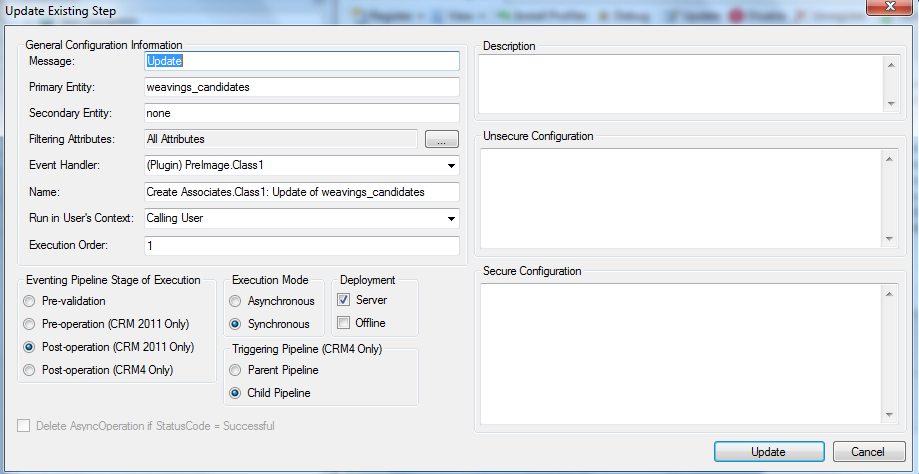 Update Existing Step
General Configuration Information
Message: Update
Primary Entity: weavings_candidates
Secondary Entity: none
Filtering Attributes: All Attributes ...
Event Handler: (Plugin) PreImage.Class1
Name: Create Associates.Class1: Update of weavings_candidates
Run in User's Context: Calling User
Execution Order: 1
Description
Unsecure Configuration
Secure Configuration
Eventing Pipeline Stage of Execution
Pre-validation
Pre-operation (CRM 2011 Only)
Post-operation (CRM 2011 Only)
Post-operation (CRM4 Only)
Execution Mode
Asynchronous
Synchronous
Deployment
Server
Offline
Triggering Pipeline (CRM4 Only)
Parent Pipeline
Child Pipeline
Delete AsyncOperation if StatusCode = Successful
Update
Cancel